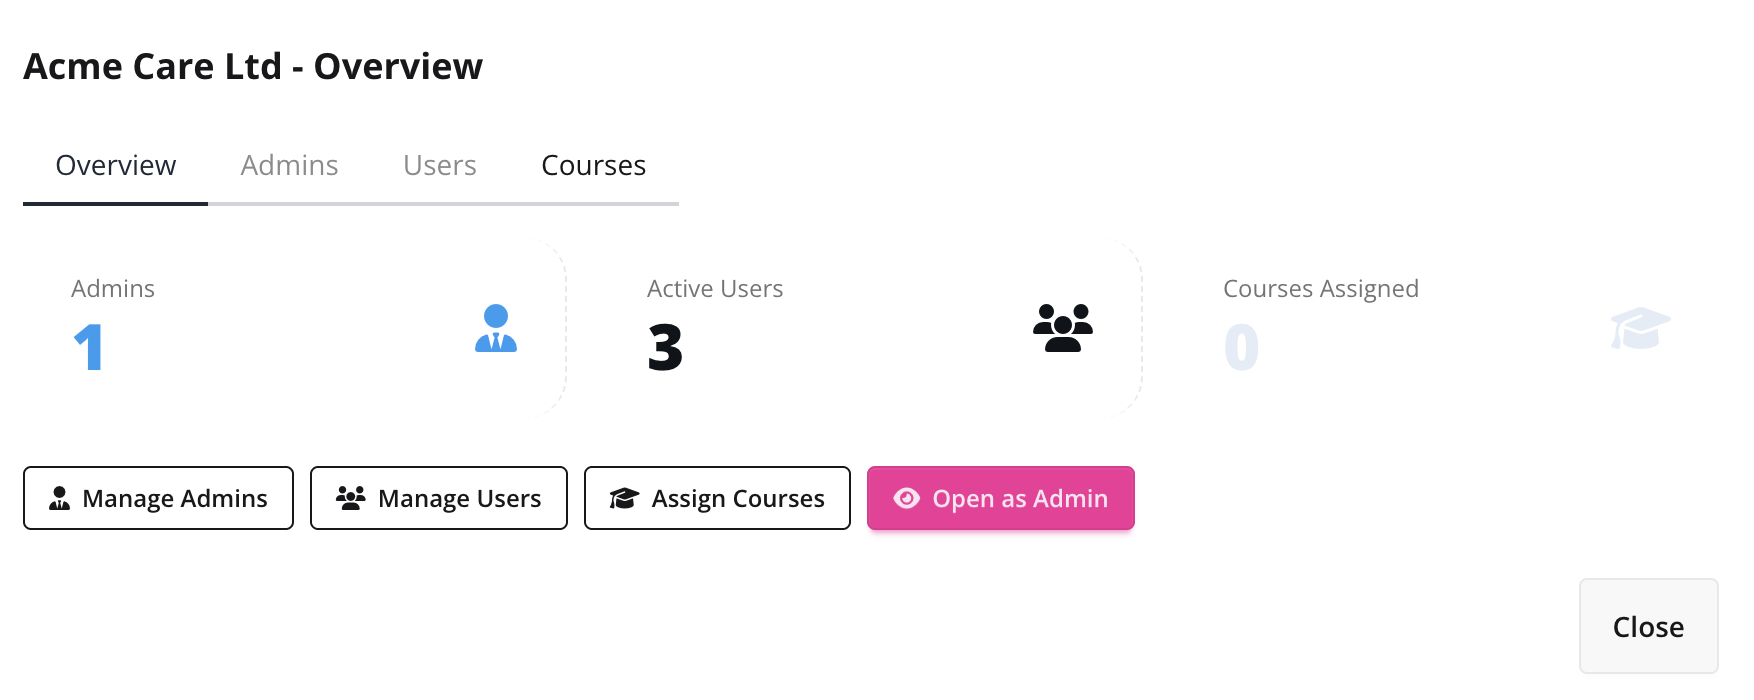 Acme Care Ltd - Overview
Overview Admins Users Courses
Admins
1
Active Users
3
Courses Assigned
0
Manage Admins Manage Users Assign Courses Open as Admin
Close